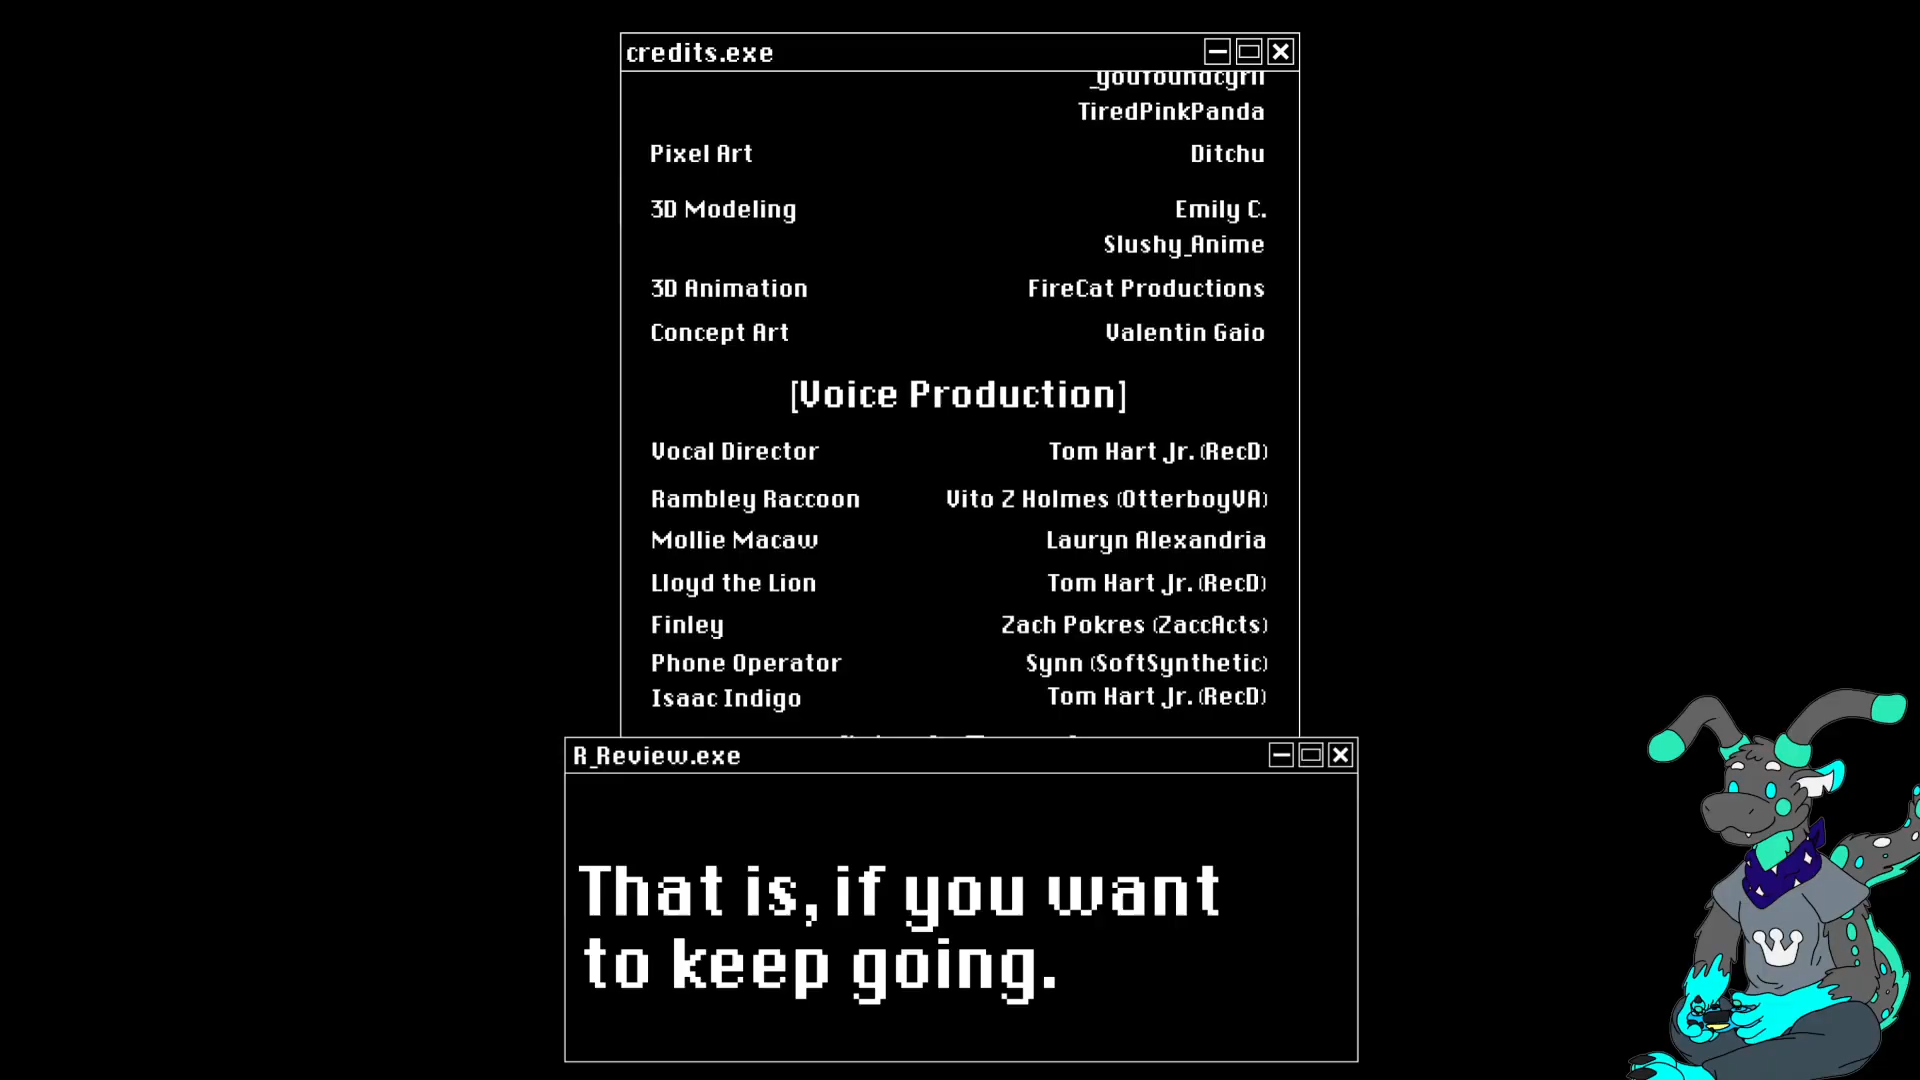 credits.exe
TiredPinkPanda
Pixel Art Ditchu
3D Modeling Emily C.
Slushy_Anime
3D Animation FireCat Productions
Concept Art Valentin Gaio
[Voice Production]
Vocal Director Tom Hart Jr. (RecD)
Rambley Raccoon Vito Z Holmes (OtterboyVA)
Mollie Macaw Lauryn Alexandria
Lloyd the Lion Tom Hart Jr. (RecD)
Finley Zach Pokres (ZaccActs)
Phone Operator Synn (SoftSynthetic)
Isaac Indigo Tom Hart Jr. (RecD)
R_Review.exe
That is, if you want
to keep going.